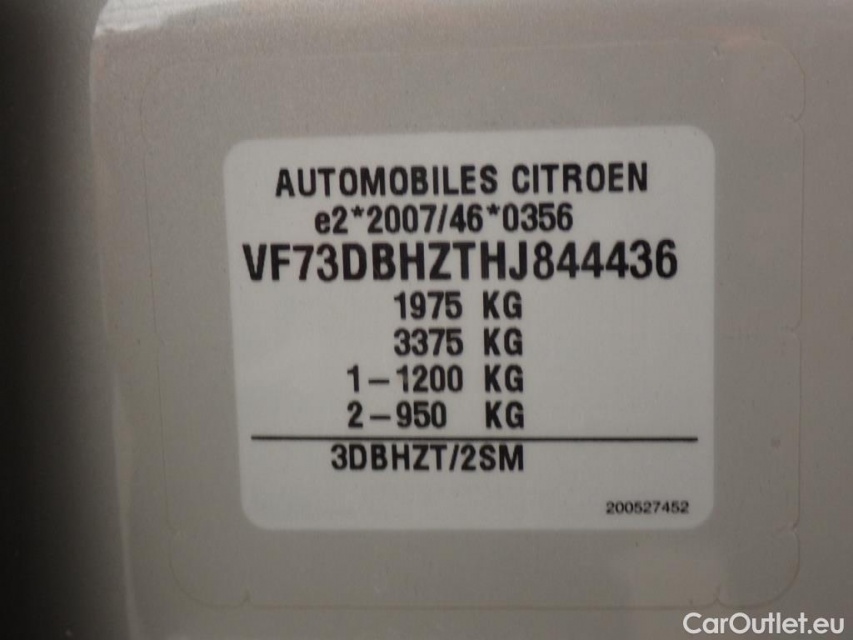 AUTOMOBILES CITROEN
e2*2007/46*0356
VF73DBHZTHJ844436
1975 KG
3375 KG
1-1200 KG
2-950 KG
3DBHZT/2SM
200527452
CarOutlet.eu